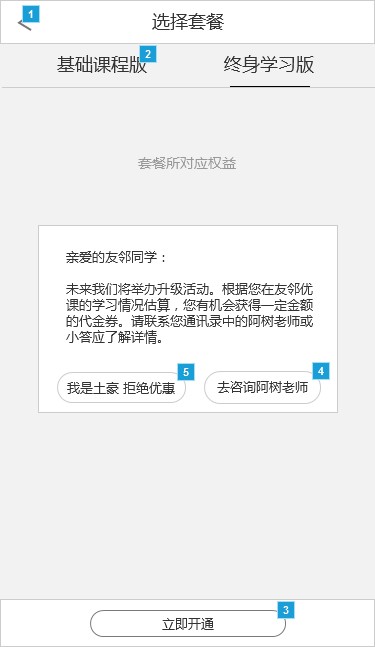 1
选择套餐
基础课程版 2 终身学习版
套餐所对应权益
亲爱的友邻同学：
未来我们将举办升级活动。根据您在友邻优
课的学习情况估算，您有机会获得一定金额
的代金券。请联系您通讯录中的阿树老师或
小答应了解详情。
我是土豪 拒绝优惠 5 去咨询阿树老师 4
立即开通 3